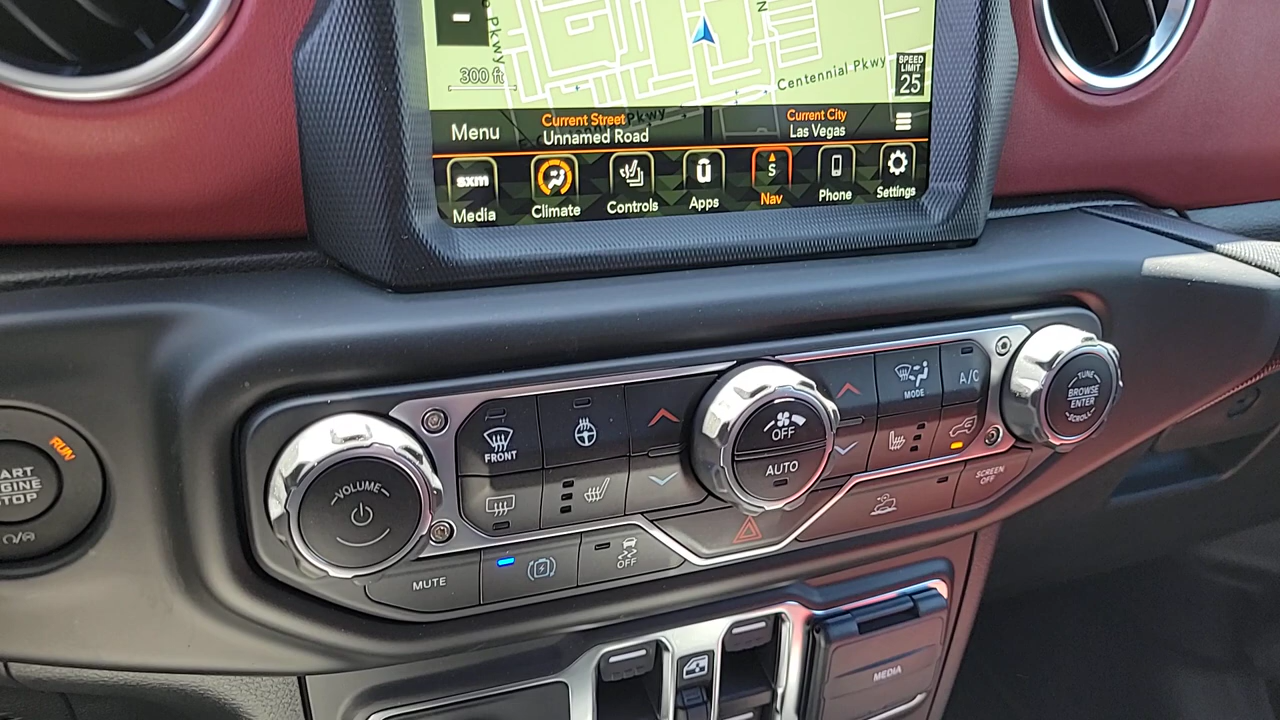 Pkwy
N
300 ft
Centennial Pkwy
SPEED
LIMIT
25
Menu
Current Street
Unnamed Road
Current City
Las Vegas
sxm
Media
Climate
Controls
u
Apps
S
Nav
Phone
Settings
RUN
ART
GINE
TOP
VOLUME
FRONT
OFF
AUTO
MODE
A/C
TUNE
BROWSE
ENTER
SCROLL
SCREEN
OFF
MUTE
OFF
MEDIA